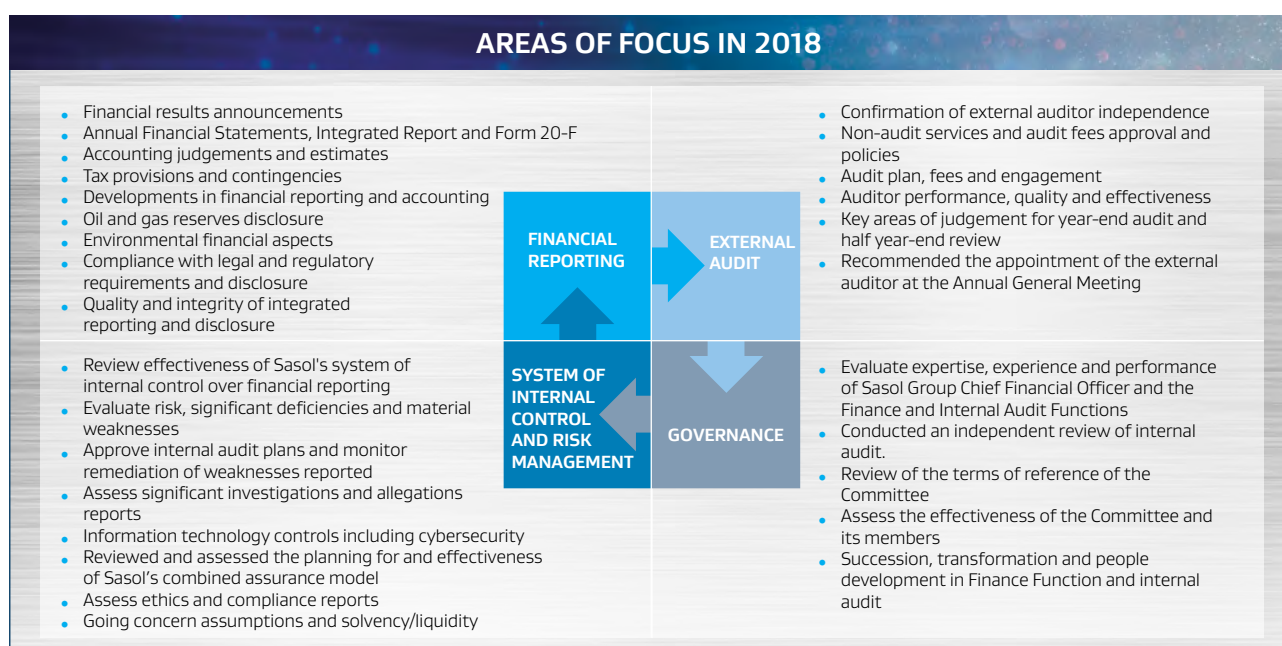 AREAS OF FOCUS IN 2018
• Financial results announcements
• Annual Financial Statements, Integrated Report and Form 20-F
• Accounting judgements and estimates
• Tax provisions and contingencies
• Developments in financial reporting and accounting
• Oil and gas reserves disclosure
• Environmental financial aspects
• Compliance with legal and regulatory
requirements and disclosure
• Quality and integrity of integrated
reporting and disclosure
FINANCIAL
REPORTING
EXTERNAL
AUDIT
• Confirmation of external auditor independence
• Non-audit services and audit fees approval and
policies
• Audit plan, fees and engagement
• Auditor performance, quality and effectiveness
• Key areas of judgement for year-end audit and
half year-end review
• Recommended the appointment of the external
auditor at the Annual General Meeting
• Review effectiveness of Sasol's system of
internal control over financial reporting
• Evaluate risk, significant deficiencies and material
weaknesses
• Approve internal audit plans and monitor
remediation of weaknesses reported
• Assess significant investigations and allegations
reports
• Information technology controls including cybersecurity
• Reviewed and assessed the planning for and effectiveness
of Sasol's combined assurance model
• Assess ethics and compliance reports
• Going concern assumptions and solvency/liquidity
SYSTEM OF
INTERNAL
CONTROL
AND RISK
MANAGEMENT
GOVERNANCE
• Evaluate expertise, experience and performance
of Sasol Group Chief Financial Officer and the
Finance and Internal Audit Functions
• Conducted an independent review of internal
audit.
• Review of the terms of reference of the
Committee
• Assess the effectiveness of the Committee and
its members
• Succession, transformation and people
development in Finance Function and internal
audit